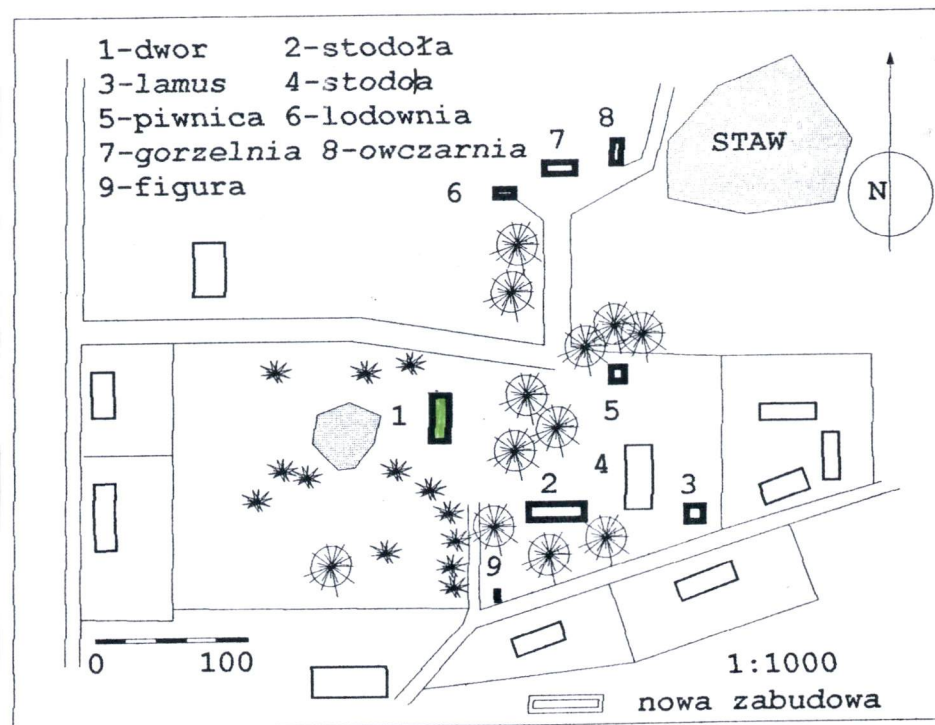 1-dwor 2-stodoła
3-lamus 4-stodoła
5-piwnica 6-lodownia
7-gorzelnia 8-owczarnia
9-figura
STAW
N
8
7
6
1
5
4
2
3
9
0 100
1:1000
nowa zabudowa